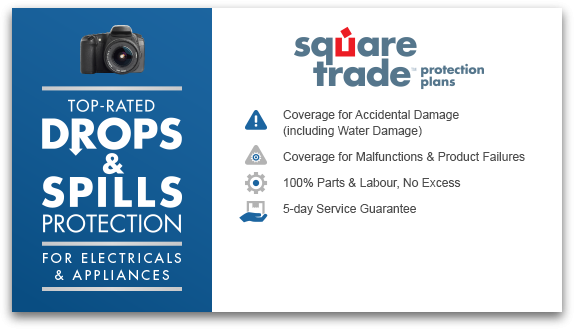 TOP-RATED
DROPS
&
SPILLS
PROTECTION
FOR ELECTRICALS
& APPLIANCES
square
trade™ protection
plans
Coverage for Accidental Damage
(including Water Damage)
Coverage for Malfunctions & Product Failures
100% Parts & Labour, No Excess
5-day Service Guarantee